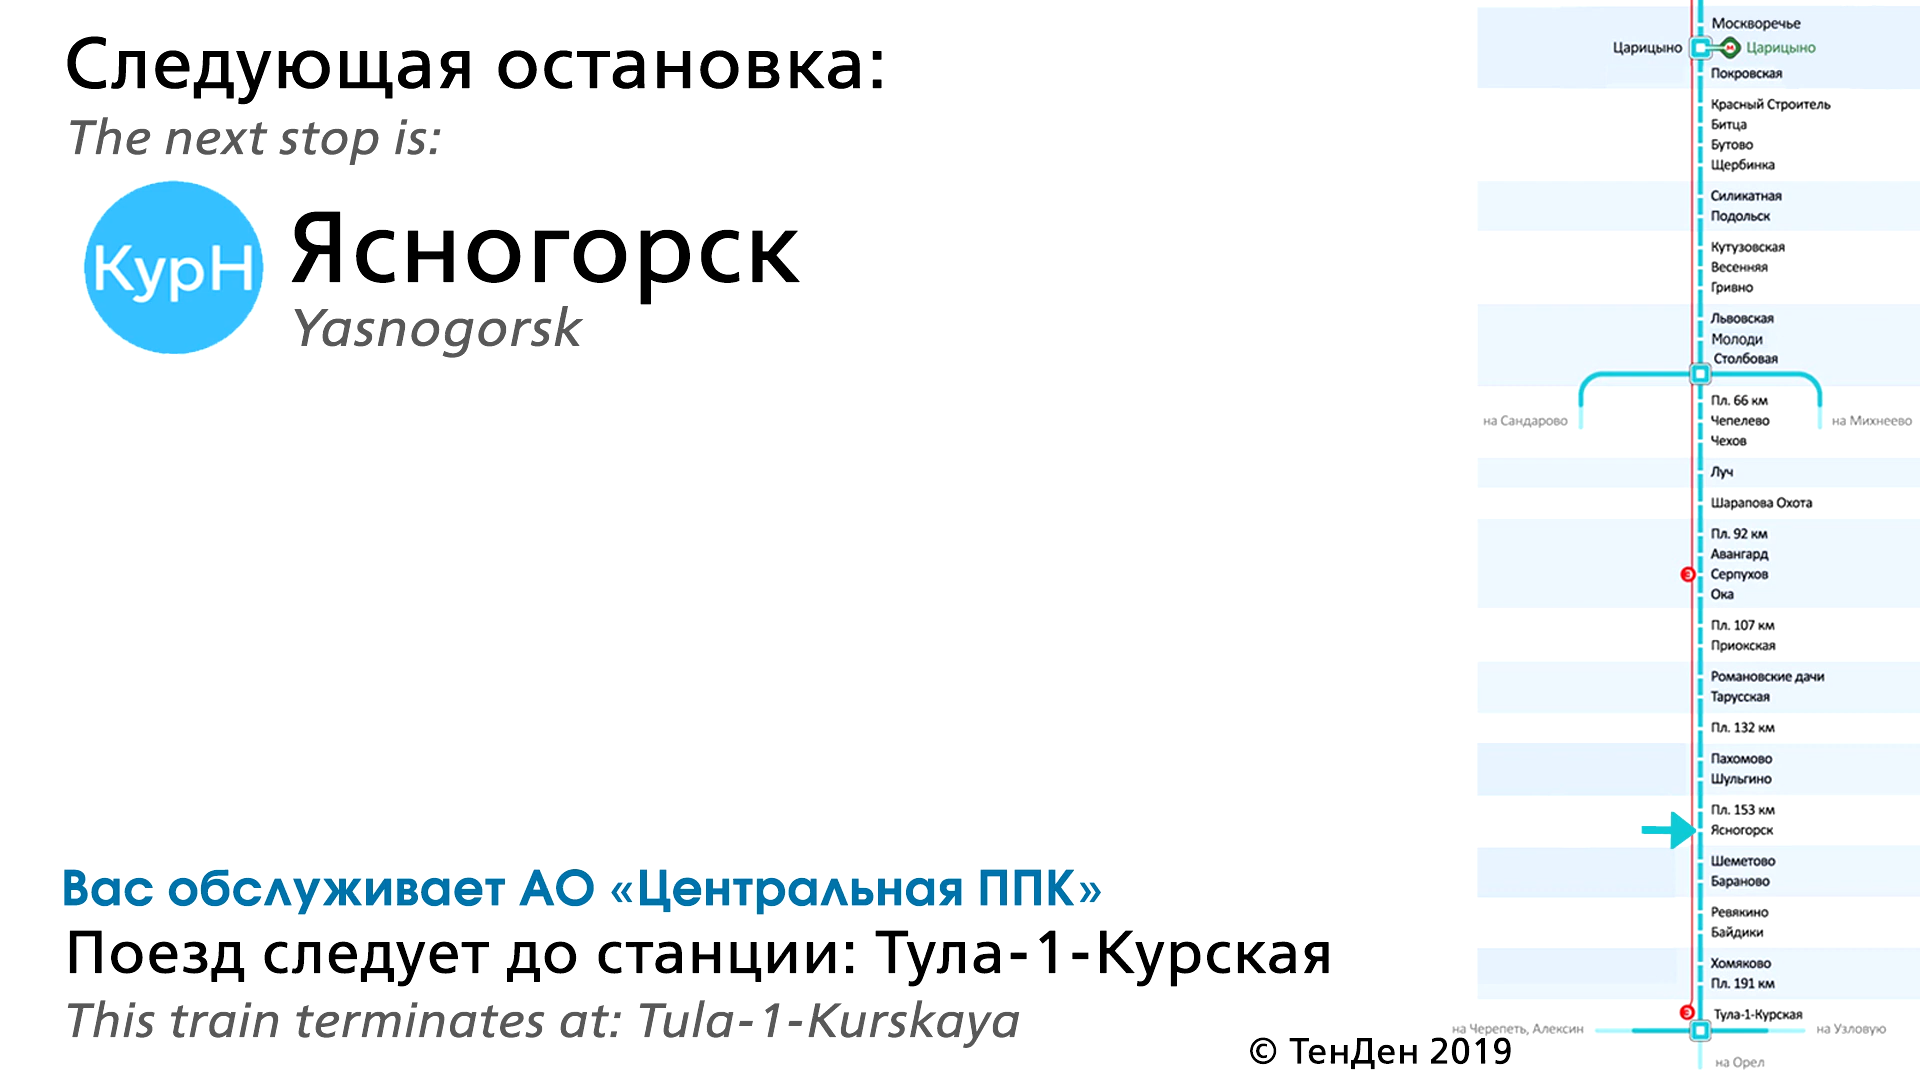 Следующая остановка:
The next stop is:
КурН
Ясногорск
Yasnogorsk
Вас обслуживает АО «Центральная ППК»
Поезд следует до станции: Тула-1-Курская
This train terminates at: Tula-1-Kurskaya
© ТенДен 2019
Москворечье
Царицыно
М
Царицыно
Покровская
Красный Строитель
Битца
Бутово
Щербинка
Силикатная
Подольск
Кутузовская
Весенняя
Гривно
Львовская
Молоди
Столбовая
на Сандарово
на Михнеево
Пл. 66 км
Чепелево
Чехов
Луч
Шарапова Охота
Пл. 92 км
Авангард
Э
Серпухов
Ока
Пл. 107 км
Приокская
Романовские дачи
Тарусская
Пл. 132 км
Пахомово
Шульгино
Пл. 153 км
Ясногорск
Шеметово
Бараново
Ревякино
Байдики
Хомяково
Пл. 191 км
Э
Тула-1-Курская
на Черепеть, Алексин
на Узловую
на Орел